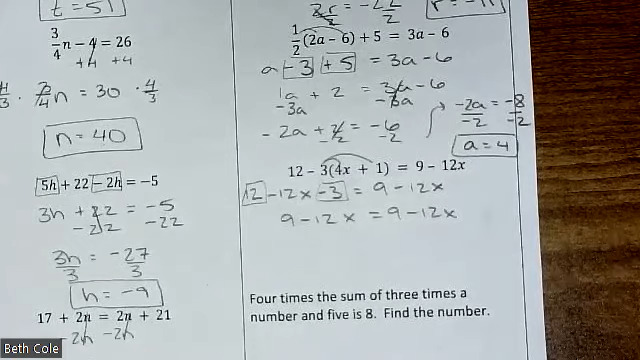 t = 51
3/4 n − 4 = 26
+4 +4
4/3 · 3/4 n = 30 · 4/3
n = 40
5h + 22 − 2h = −5
3h + 22 = −5
− 22 −22
3h/3 = −27/3
h = −9
17 + 2n = 2n + 21
− 2n − 2n
1/2 (2a − 6) + 5 = 3a − 6
a − 3 + 5 = 3a − 6
1a + 2 = 3a − 6
−3a −3a
− 2a + 2 = −6
−2 −2
−2a/−2 = −8/−2
a = 4
12 − 3(4x + 1) = 9 − 12x
12 − 12x − 3 = 9 − 12x
9 − 12x = 9 − 12x
Four times the sum of three times a
number and five is 8. Find the number.
Beth Cole